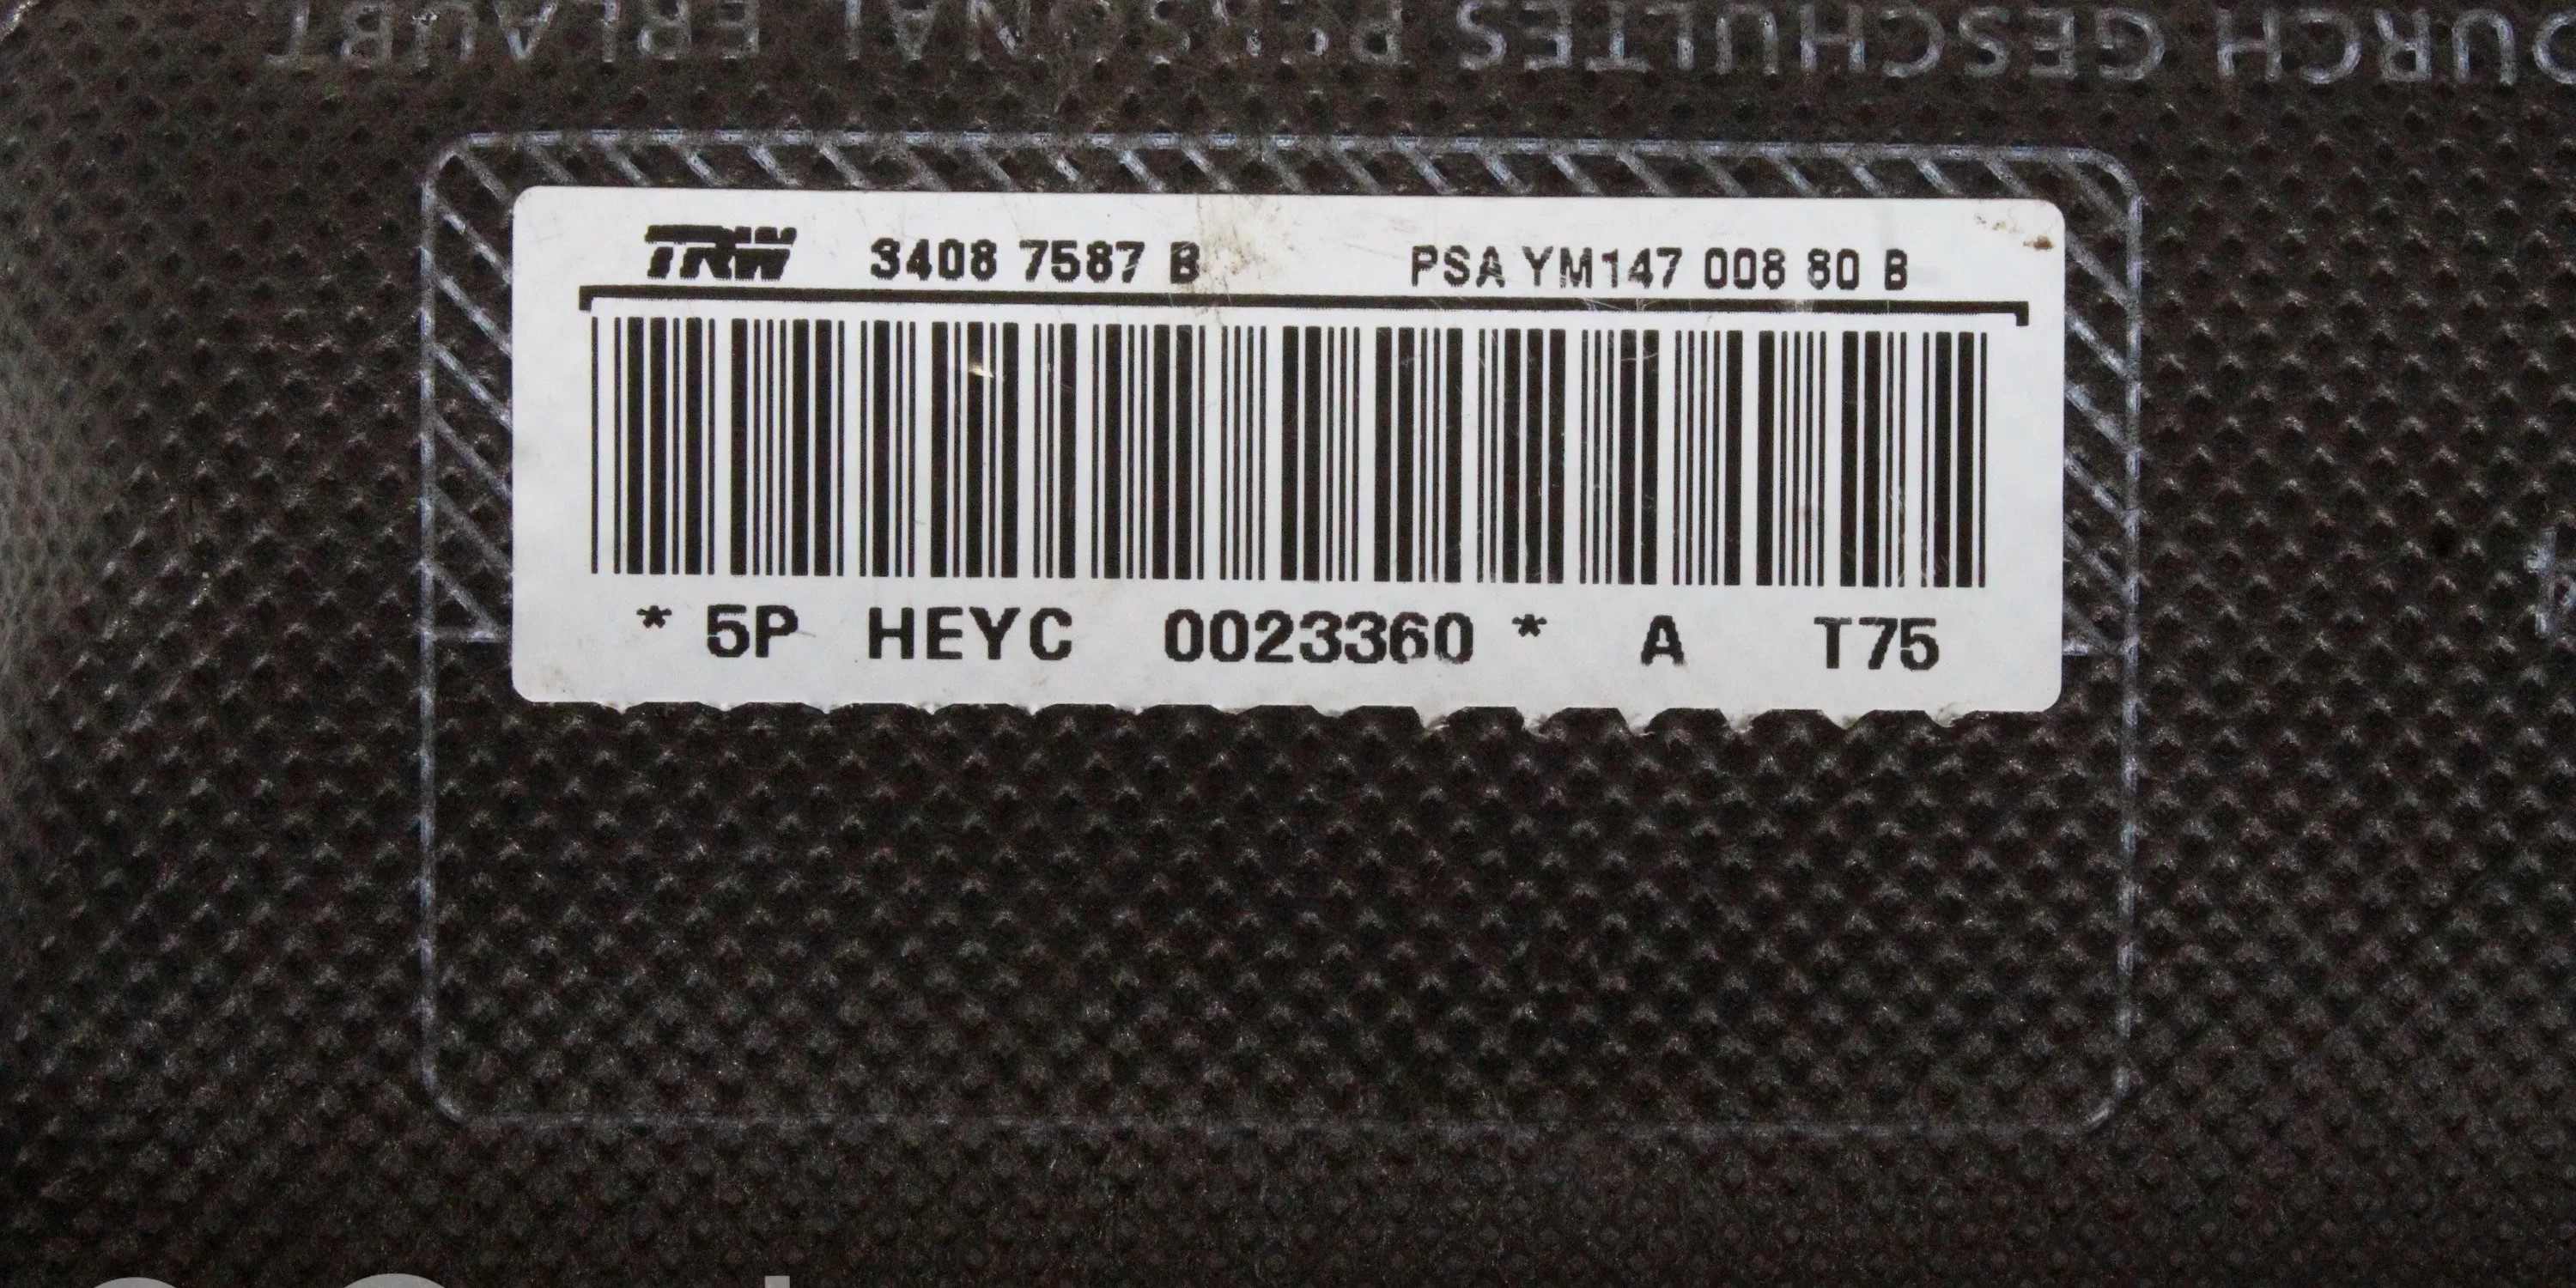 DURCH GESCHULTES PERSONAL ERLAUBT
TRW 3408 7587 B PSA YM147 008 80 B
* 5P HEYC 0023360 * A T75